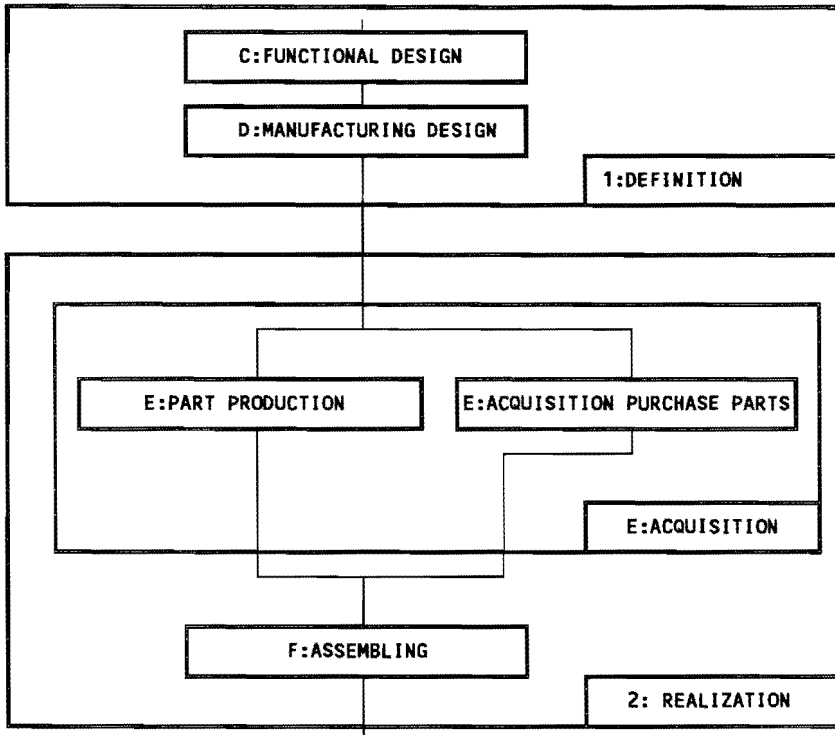 C:FUNCTIONAL DESIGN
D:MANUFACTURING DESIGN
1:DEFINITION
E:PART PRODUCTION
E:ACQUISITION PURCHASE PARTS
E:ACQUISITION
F:ASSEMBLING
2: REALIZATION